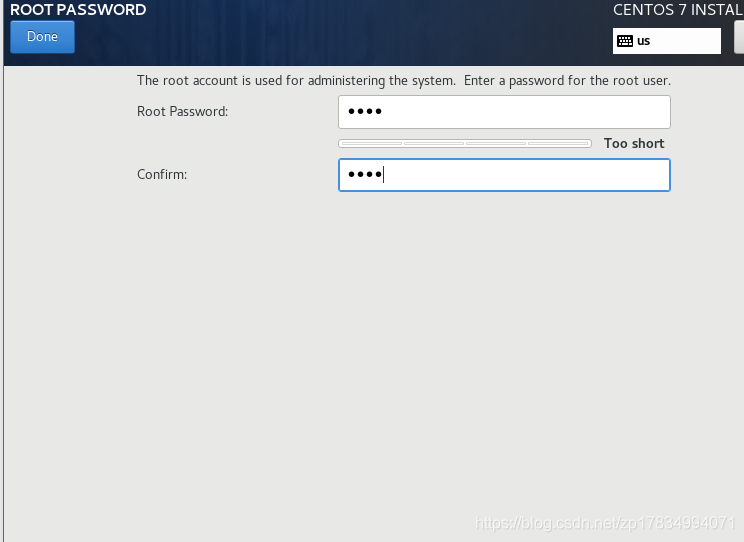 ROOT PASSWORD
CENTOS 7 INSTAL
Done
us
The root account is used for administering the system. Enter a password for the root user.
Root Password:
••••
Too short
Confirm:
••••
https://blog.csdn.net/zp17834994071